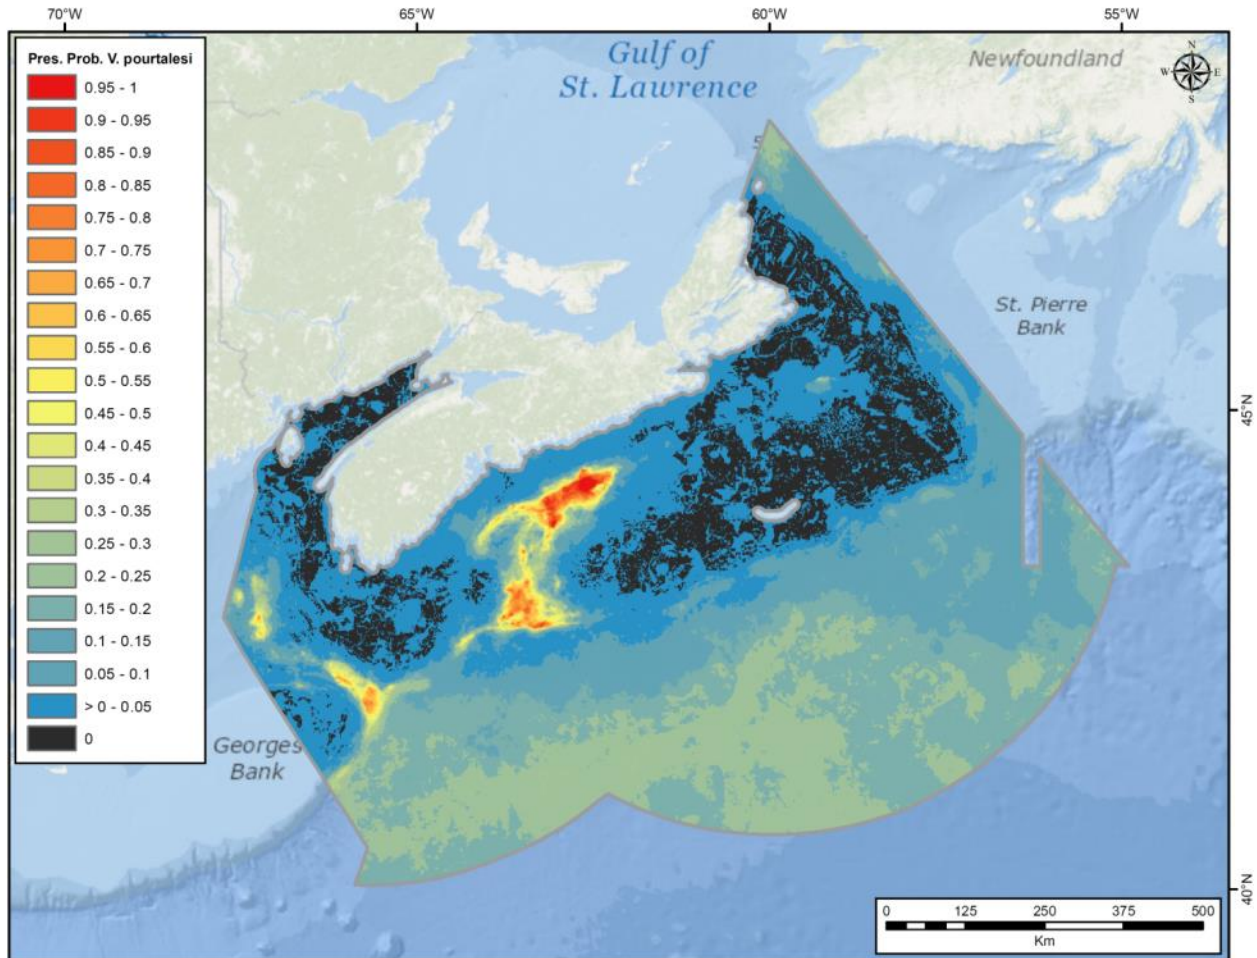 70°W
65°W
60°W
55°W
Pres. Prob. V. pourtalesi
0.95 - 1
0.9 - 0.95
0.85 - 0.9
0.8 - 0.85
0.75 - 0.8
0.7 - 0.75
0.65 - 0.7
0.6 - 0.65
0.55 - 0.6
0.5 - 0.55
0.45 - 0.5
0.4 - 0.45
0.35 - 0.4
0.3 - 0.35
0.25 - 0.3
0.2 - 0.25
0.15 - 0.2
0.1 - 0.15
0.05 - 0.1
> 0 - 0.05
0
Gulf of
St. Lawrence
Newfoundland
N
W
E
S
St. Pierre
Bank
45°N
Georges
Bank
40°N
0
125
250
375
500
Km